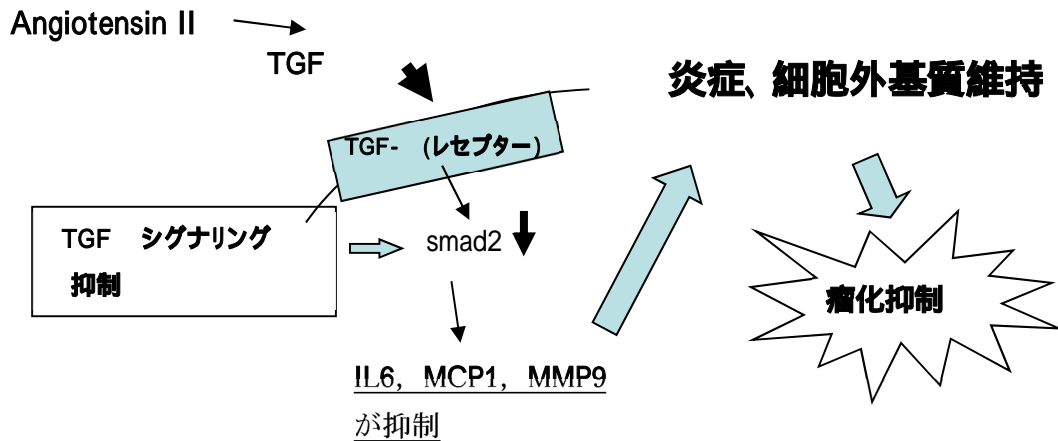 Angiotensin II
TGF
炎症、細胞外基質維持
TGF- (レセプター)
TGF シグナリング
抑制
smad2
瘤化抑制
IL6, MCP1, MMP9
が抑制